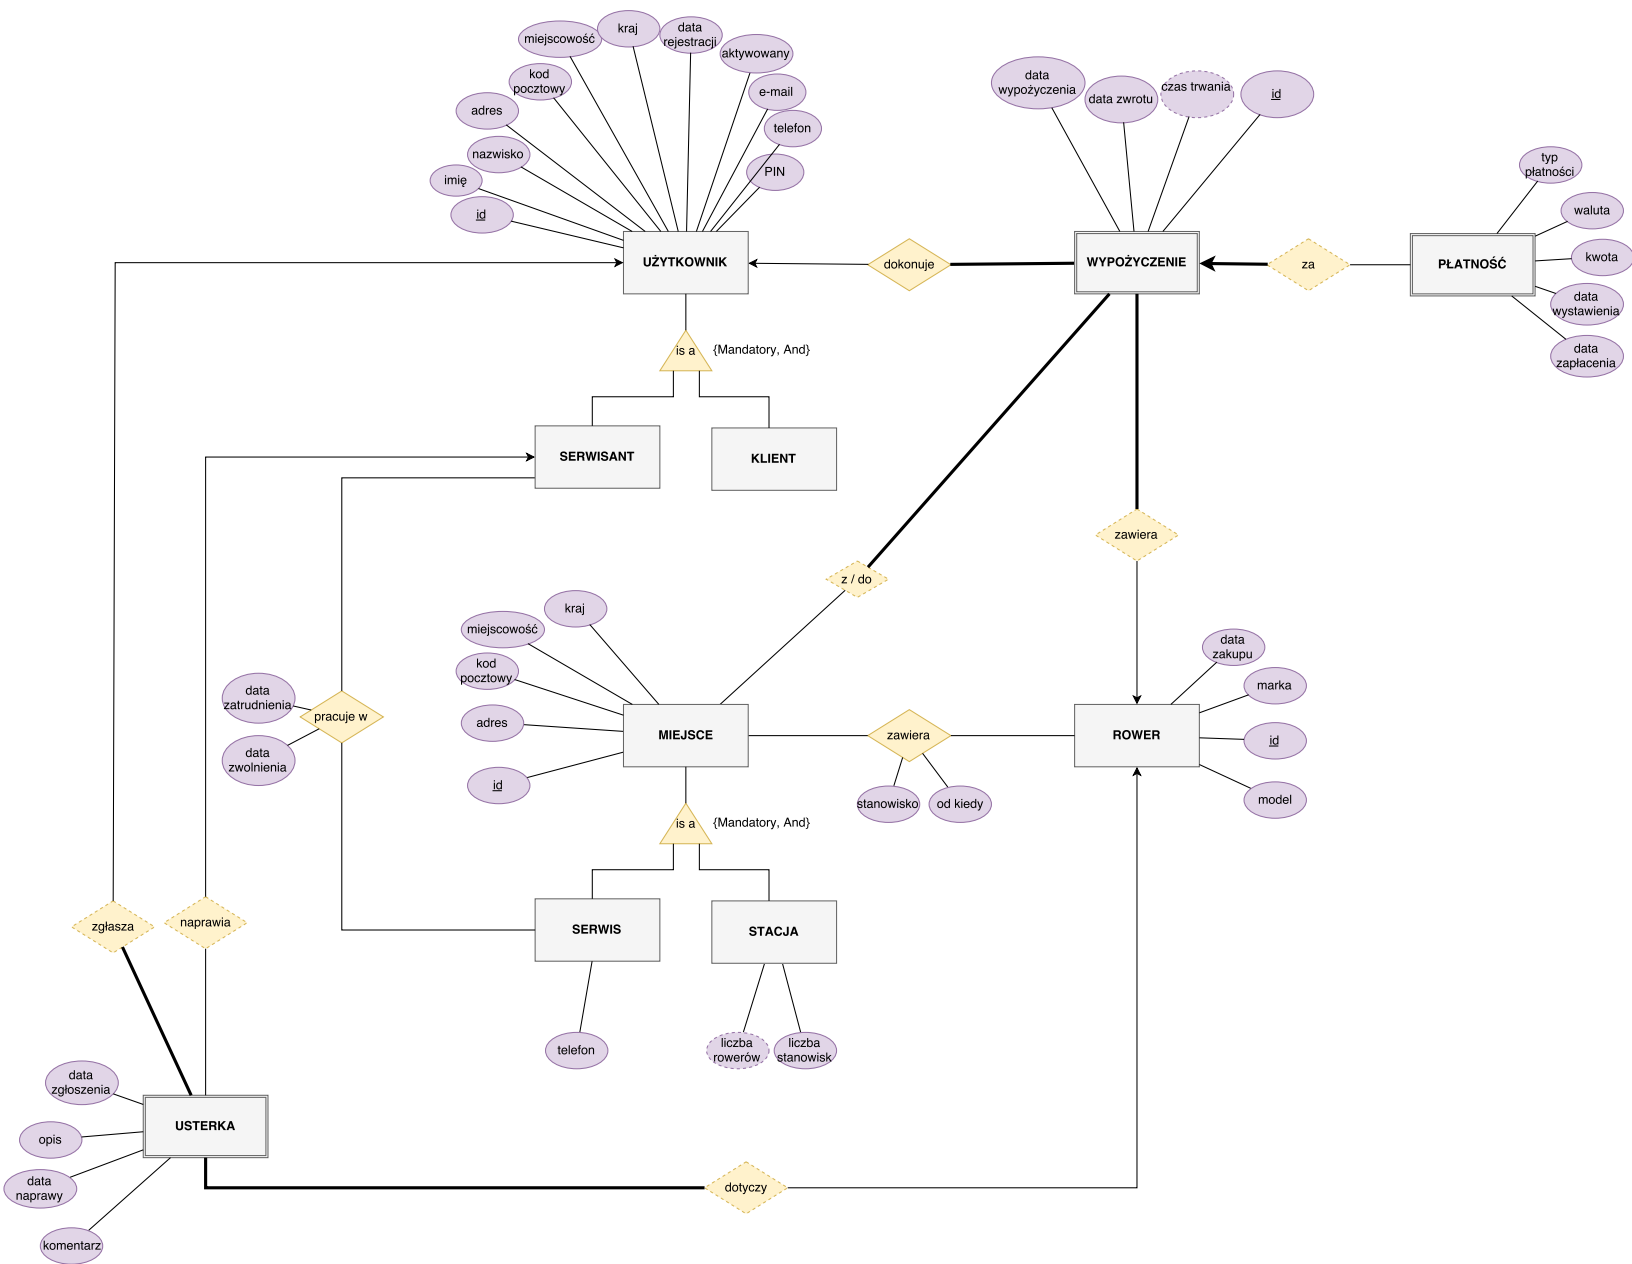 kraj
data
rejestracji
miejscowość
aktywowany
kod
pocztowy
e-mail
adres
telefon
nazwisko
PIN
imię
id
data
wypożyczenia
data zwrotu
czas trwania
id
typ
płatności
waluta
kwota
data
wystawienia
data
zapłacenia
UŻYTKOWNIK
dokonuje
WYPOŻYCZENIE
za
PŁATNOŚĆ
is a
{Mandatory, And}
SERWISANT
KLIENT
zawiera
z / do
kraj
miejscowość
kod
pocztowy
adres
id
data
zakupu
marka
id
model
data
zatrudnienia
pracuje w
data
zwolnienia
MIEJSCE
zawiera
ROWER
stanowisko
od kiedy
is a
{Mandatory, And}
zgłasza
naprawia
SERWIS
STACJA
telefon
liczba
rowerów
liczba
stanowisk
data
zgłoszenia
USTERKA
opis
data
naprawy
komentarz
dotyczy